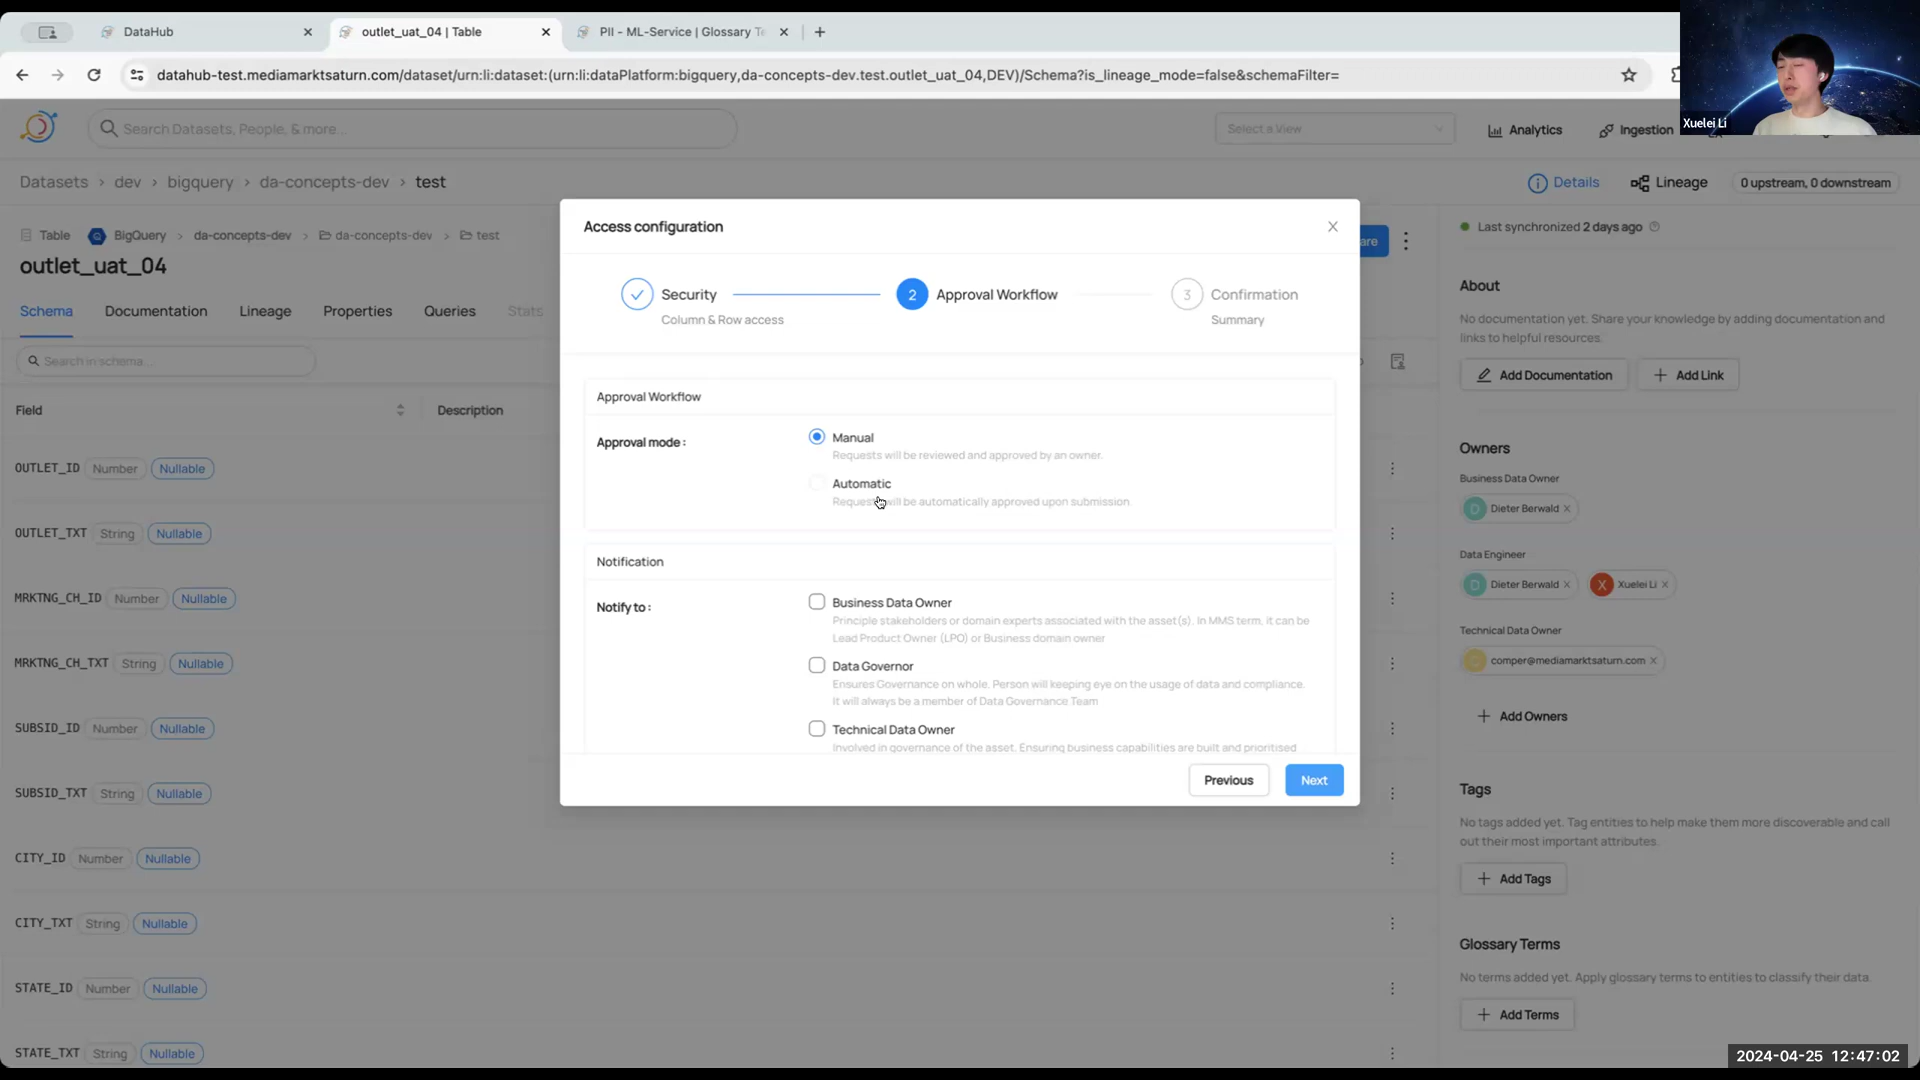 DataHub
outlet_uat_04 | Table
PII - ML-Service | Glossary Te
datahub-test.mediamarktsaturn.com/dataset/urn:li:dataset:(urn:li:dataPlatform:bigquery,da-concepts-dev.test.outlet_uat_04,DEV)/Schema?is_lineage_mode=false&schemaFilter=
Xuelei Li
Search Datasets, People, & more...
Select a View
Analytics
Ingestion
Datasets > dev > bigquery > da-concepts-dev > test
Details
Lineage
0 upstream, 0 downstream
Table
BigQuery > da-concepts-dev > da-concepts-dev > test
outlet_uat_04
Schema
Documentation
Lineage
Properties
Queries
Stats
Search in schema...
Field
Description
OUTLET_ID Number Nullable
OUTLET_TXT String Nullable
MRKTNG_CH_ID Number Nullable
MRKTNG_CH_TXT String Nullable
SUBSID_ID Number Nullable
SUBSID_TXT String Nullable
CITY_ID Number Nullable
CITY_TXT String Nullable
STATE_ID Number Nullable
STATE_TXT String Nullable
Access configuration
Security
Column & Row access
2 Approval Workflow
3 Confirmation
Summary
Approval Workflow
Approval mode :
Manual
Requests will be reviewed and approved by an owner.
Automatic
Requests will be automatically approved upon submission.
Notification
Notify to :
Business Data Owner
Principle stakeholders or domain experts associated with the asset(s). In MMS term, it can be
Lead Product Owner (LPO) or Business domain owner
Data Governor
Ensures Governance on whole. Person will keeping eye on the usage of data and compliance.
It will always be a member of Data Governance Team
Technical Data Owner
Involved in governance of the asset. Ensuring business capabilities are built and prioritised
Previous
Next
are
Last synchronized 2 days ago
About
No documentation yet. Share your knowledge by adding documentation and
links to helpful resources.
Add Documentation
+ Add Link
Owners
Business Data Owner
D Dieter Berwald
Data Engineer
D Dieter Berwald
X Xuelei Li
Technical Data Owner
comper@mediamarktsaturn.com
+ Add Owners
Tags
No tags added yet. Tag entities to help make them more discoverable and call
out their most important attributes.
+ Add Tags
Glossary Terms
No terms added yet. Apply glossary terms to entities to classify their data.
+ Add Terms
2024-04-25 12:47:02